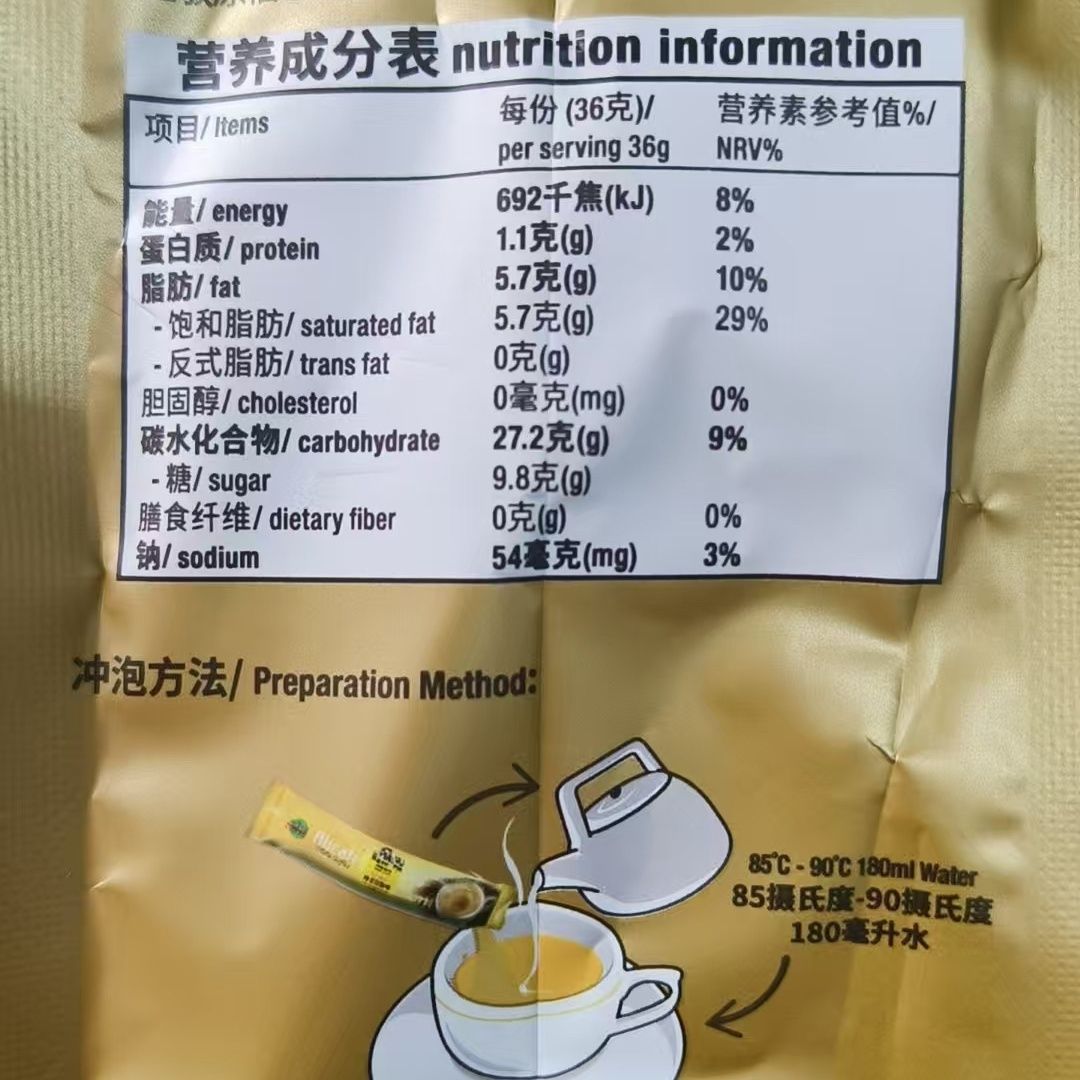 营养成分表 nutrition information
项目/Items 每份 (36克)/ 营养素参考值%/
per serving 36g NRV%
能量/ energy 692千焦(kJ) 8%
蛋白质/ protein 1.1克(g) 2%
脂肪/ fat 5.7克(g) 10%
- 饱和脂肪/ saturated fat 5.7克(g) 29%
- 反式脂肪/ trans fat 0克(g)
胆固醇/ cholesterol 0毫克(mg) 0%
碳水化合物/ carbohydrate 27.2克(g) 9%
- 糖/ sugar 9.8克(g)
膳食纤维/ dietary fiber 0克(g) 0%
钠/ sodium 54毫克(mg) 3%
冲泡方法/ Preparation Method:
85℃ - 90℃ 180ml Water
85摄氏度-90摄氏度
180毫升水